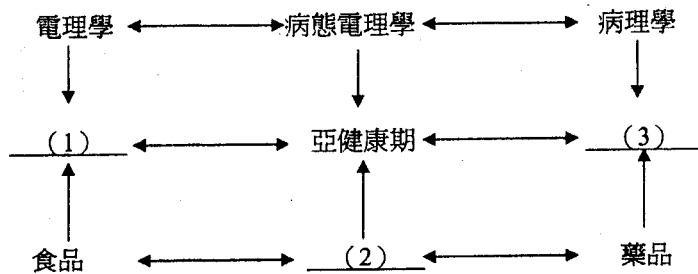 電理學 病態電理學 病理學
(1) 亞健康期 (3)
食品 (2) 藥品